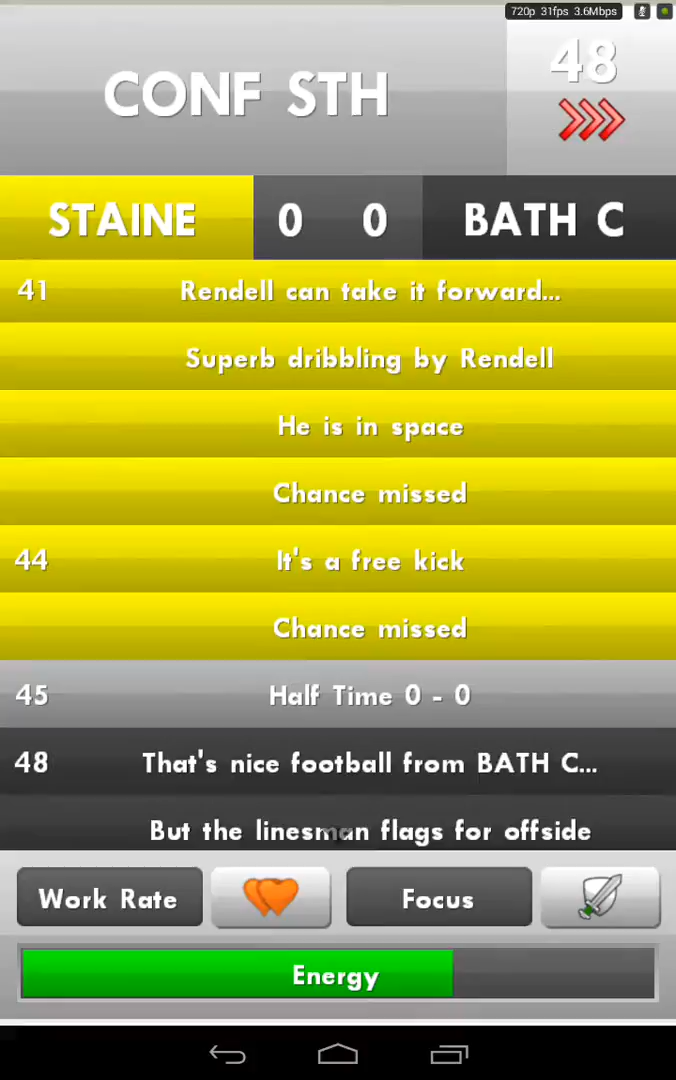 720p 31fps 3.6Mbps
CONF STH
48
STAINE 0 0 BATH C
41 Rendell can take it forward...
Superb dribbling by Rendell
He is in space
Chance missed
44 It's a free kick
Chance missed
45 Half Time 0 - 0
48 That's nice football from BATH C...
But the linesman flags for offside
Work Rate
Focus
Energy